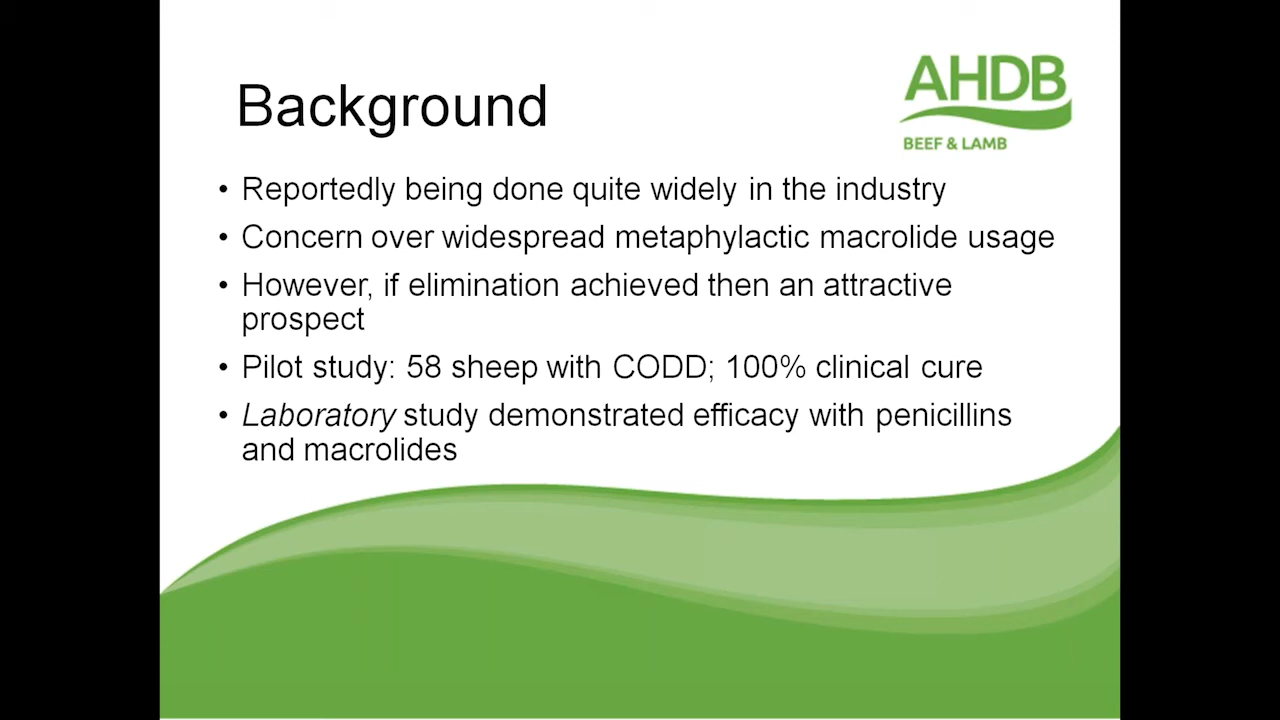 Background
AHDB
BEEF & LAMB
• Reportedly being done quite widely in the industry
• Concern over widespread metaphylactic macrolide usage
• However, if elimination achieved then an attractive
prospect
• Pilot study: 58 sheep with CODD; 100% clinical cure
• Laboratory study demonstrated efficacy with penicillins
and macrolides